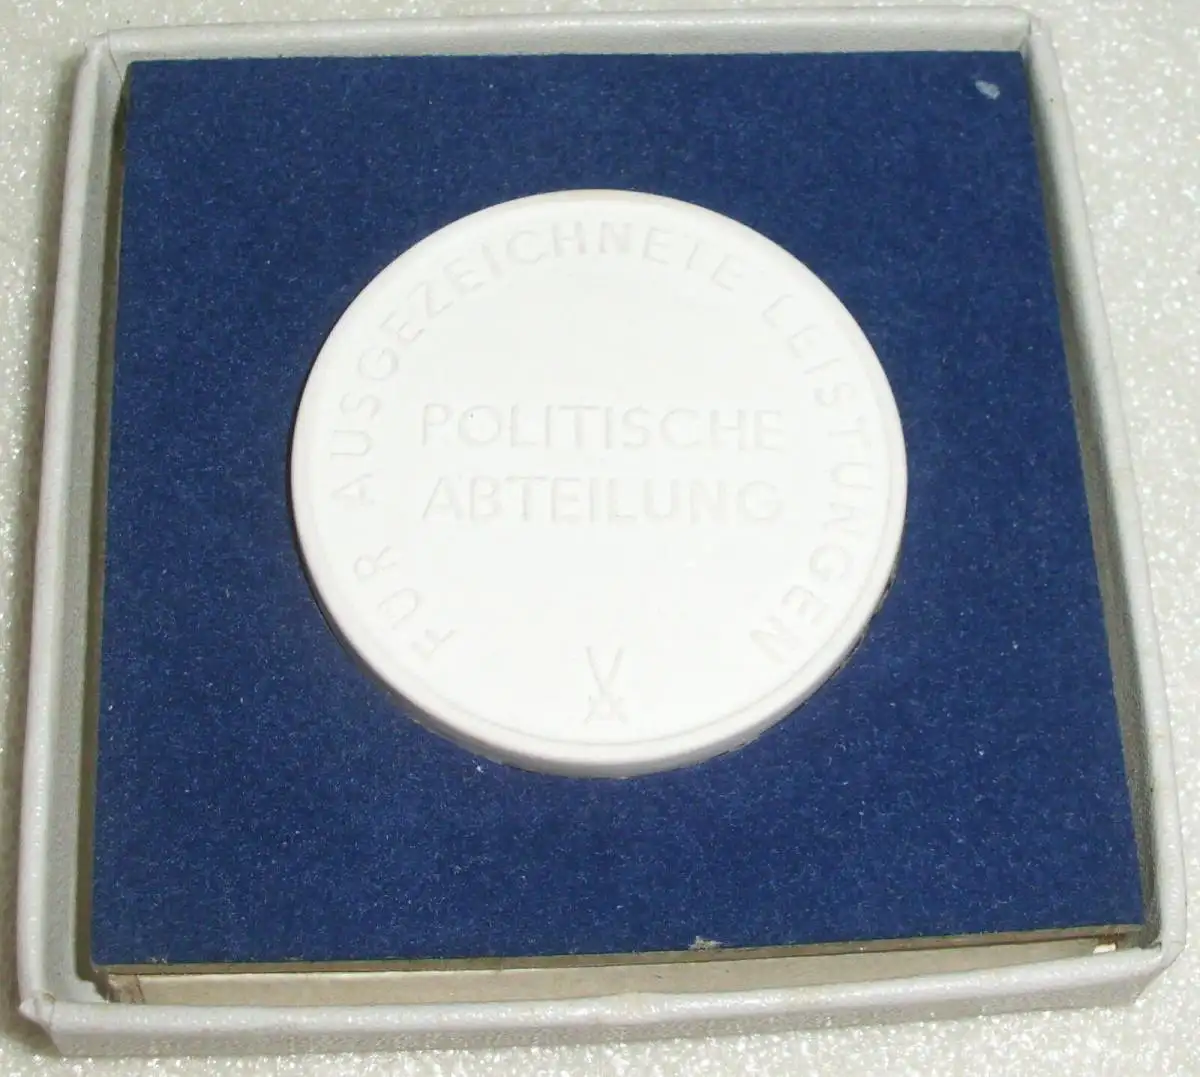 FÜR AUSGEZEICHNETE LEISTUNGEN
POLITISCHE
ABTEILUNG